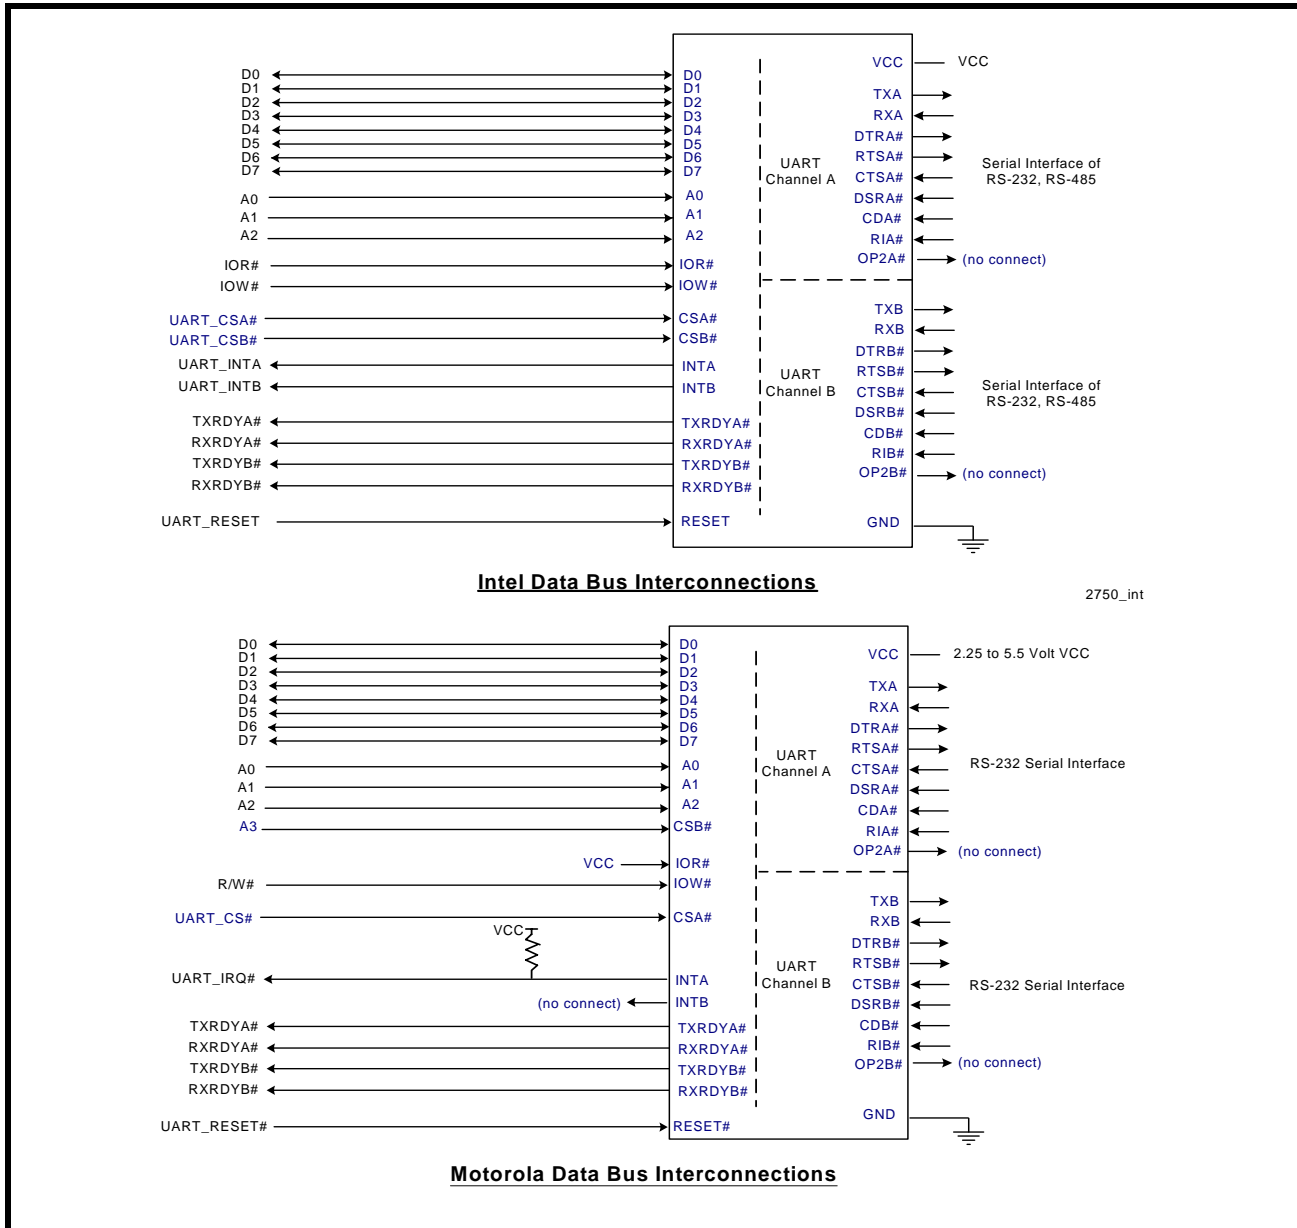 VCC VCC
D0 D0 TXA
D1 D1
D2 D2 RXA
D3 D3
D4 D4 DTRA#
D5 D5
D6 D6 UART RTSA# Serial Interface of
D7 D7 Channel A CTSA# RS-232, RS-485
A0 A0 DSRA#
A1 A1 CDA#
A2 A2 RIA#
OP2A# (no connect)
IOR# IOR#
IOW# IOW#
TXB
UART_CSA# CSA#
RXB
UART_CSB# CSB#
DTRB#
UART_INTA INTA UART RTSB#
UART_INTB INTB Channel B CTSB# Serial Interface of
DSRB# RS-232, RS-485
TXRDYA# TXRDYA#
CDB#
RXRDYA# RXRDYA#
RIB#
TXRDYB# TXRDYB#
OP2B# (no connect)
RXRDYB# RXRDYB#
UART_RESET RESET GND
Intel Data Bus Interconnections
2750_int
D0 D0
D1 D1 VCC 2.25 to 5.5 Volt VCC
D2 D2
D3 D3 TXA
D4 D4
D5 D5 RXA
D6 D6 DTRA#
D7 D7
UART RTSA#
A0 A0 Channel A CTSA# RS-232 Serial Interface
A1 A1 DSRA#
A2 A2 CDA#
A3 CSB# RIA#
OP2A# (no connect)
VCC IOR#
R/W# IOW#
TXB
UART_CS# CSA# RXB
VCC
DTRB#
UART RTSB#
UART_IRQ# INTA Channel B CTSB# RS-232 Serial Interface
(no connect) INTB DSRB#
TXRDYA# TXRDYA# CDB#
RXRDYA# RXRDYA# RIB#
TXRDYB# TXRDYB# OP2B# (no connect)
RXRDYB# RXRDYB#
GND
UART_RESET# RESET#
Motorola Data Bus Interconnections